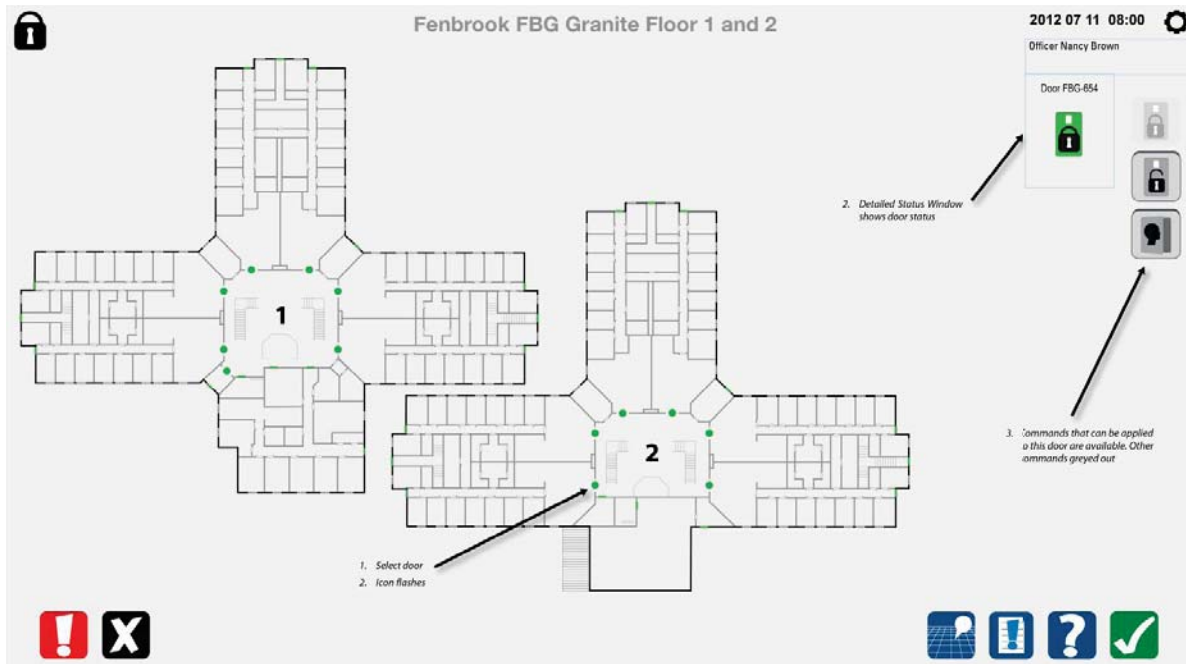 Fenbrook FBG Granite Floor 1 and 2
2012 07 11 08:00
Officer Nancy Brown
Door FBG-654
2. Detailed Status Window
shows door status
1
2
3. Commands that can be applied
to this door are available. Other
ommands greyed out
1. Select door
2. Icon flashes